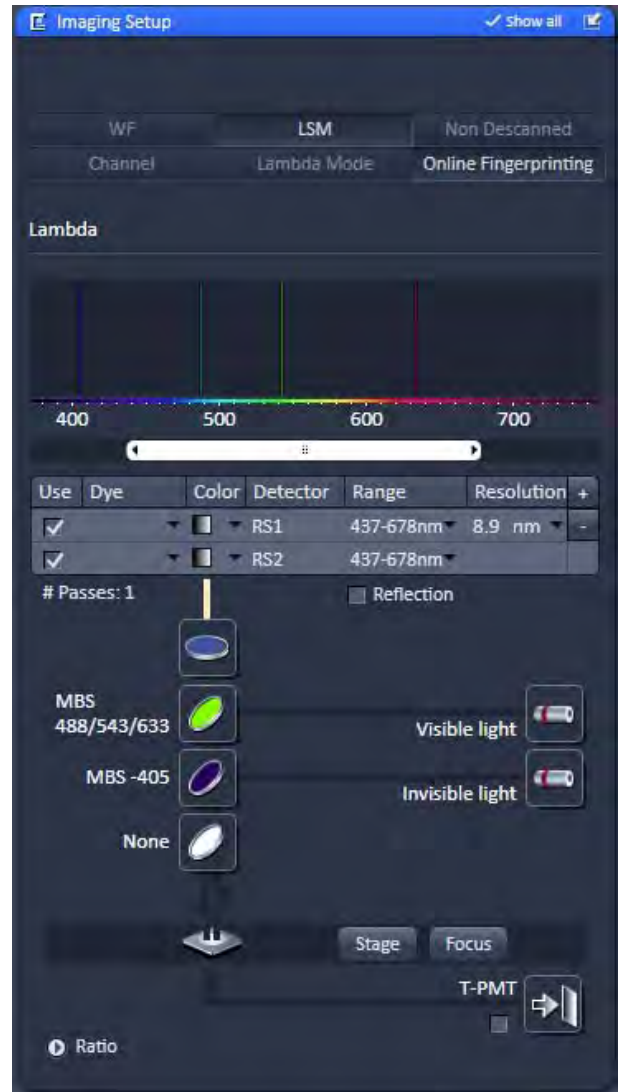 Imaging Setup Show all
WF LSM Non Descanned
Channel Lambda Mode Online Fingerprinting
Lambda
400 500 600 700
Use Dye Color Detector Range Resolution +
RS1 437-678nm 8.9 nm -
RS2 437-678nm
# Passes: 1 Reflection
MBS
488/543/633
Visible light
MBS -405
Invisible light
None
Stage Focus
T-PMT
Ratio